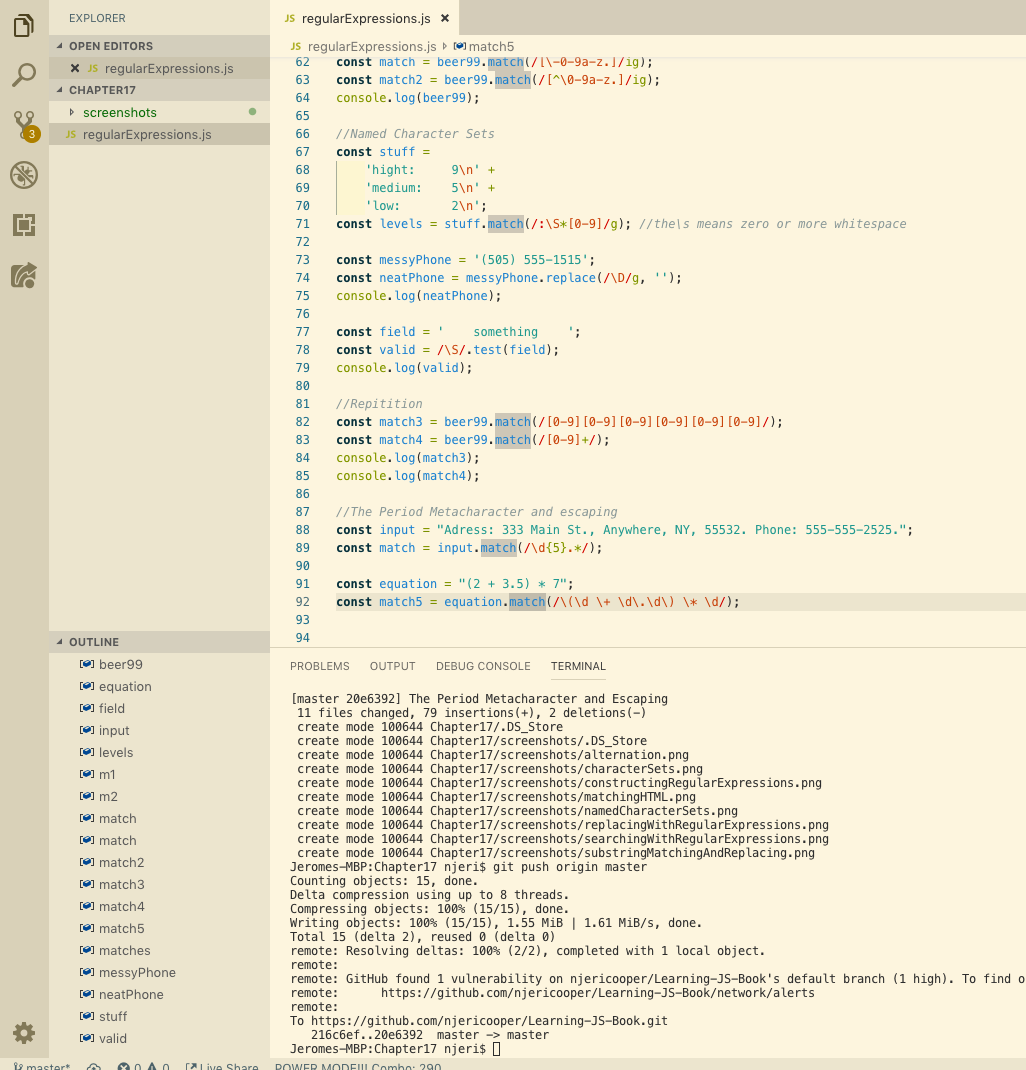 EXPLORER
OPEN EDITORS
JS regularExpressions.js
CHAPTER17
screenshots
JS regularExpressions.js
3
OUTLINE
beer99
equation
field
input
levels
m1
m2
match
match
match2
match3
match4
match5
matches
messyPhone
neatPhone
stuff
valid
JS regularExpressions.js
JS regularExpressions.js match5
62 const match = beer99.match(/[\-0-9a-z.]/ig);
63 const match2 = beer99.match(/[^\0-9a-z.]/ig);
64 console.log(beer99);
65
66 //Named Character Sets
67 const stuff =
68 'hight:     9\n' +
69 'medium:    5\n' +
70 'low:       2\n';
71 const levels = stuff.match(/:\S*[0-9]/g); //the\s means zero or more whitespace
72
73 const messyPhone = '(505) 555-1515';
74 const neatPhone = messyPhone.replace(/\D/g, '');
75 console.log(neatPhone);
76
77 const field = '    something    ';
78 const valid = /\S/.test(field);
79 console.log(valid);
80
81 //Repitition
82 const match3 = beer99.match(/[0-9][0-9][0-9][0-9][0-9][0-9]/);
83 const match4 = beer99.match(/[0-9]+/);
84 console.log(match3);
85 console.log(match4);
86
87 //The Period Metacharacter and escaping
88 const input = "Adress: 333 Main St., Anywhere, NY, 55532. Phone: 555-555-2525.";
89 const match = input.match(/\d{5}.*/);
90
91 const equation = "(2 + 3.5) * 7";
92 const match5 = equation.match(/\(\d \+ \d\.\d\) \* \d/);
93
94
PROBLEMS OUTPUT DEBUG CONSOLE TERMINAL
[master 20e6392] The Period Metacharacter and Escaping
11 files changed, 79 insertions(+), 2 deletions(-)
create mode 100644 Chapter17/.DS_Store
create mode 100644 Chapter17/screenshots/.DS_Store
create mode 100644 Chapter17/screenshots/alternation.png
create mode 100644 Chapter17/screenshots/characterSets.png
create mode 100644 Chapter17/screenshots/constructingRegularExpressions.png
create mode 100644 Chapter17/screenshots/matchingHTML.png
create mode 100644 Chapter17/screenshots/namedCharacterSets.png
create mode 100644 Chapter17/screenshots/replacingWithRegularExpressions.png
create mode 100644 Chapter17/screenshots/searchingWithRegularExpressions.png
create mode 100644 Chapter17/screenshots/substringMatchingAndReplacing.png
Jeromes-MBP:Chapter17 njeri$ git push origin master
Counting objects: 15, done.
Delta compression using up to 8 threads.
Compressing objects: 100% (15/15), done.
Writing objects: 100% (15/15), 1.55 MiB | 1.61 MiB/s, done.
Total 15 (delta 2), reused 0 (delta 0)
remote: Resolving deltas: 100% (2/2), completed with 1 local object.
remote:
remote: GitHub found 1 vulnerability on njericooper/Learning-JS-Book's default branch (1 high). To find o
remote:      https://github.com/njericooper/Learning-JS-Book/network/alerts
remote:
To https://github.com/njericooper/Learning-JS-Book.git
216c6ef..20e6392  master -> master
Jeromes-MBP:Chapter17 njeri$
master* 0 0 Live Share POWER MODE!!! Combo: 290